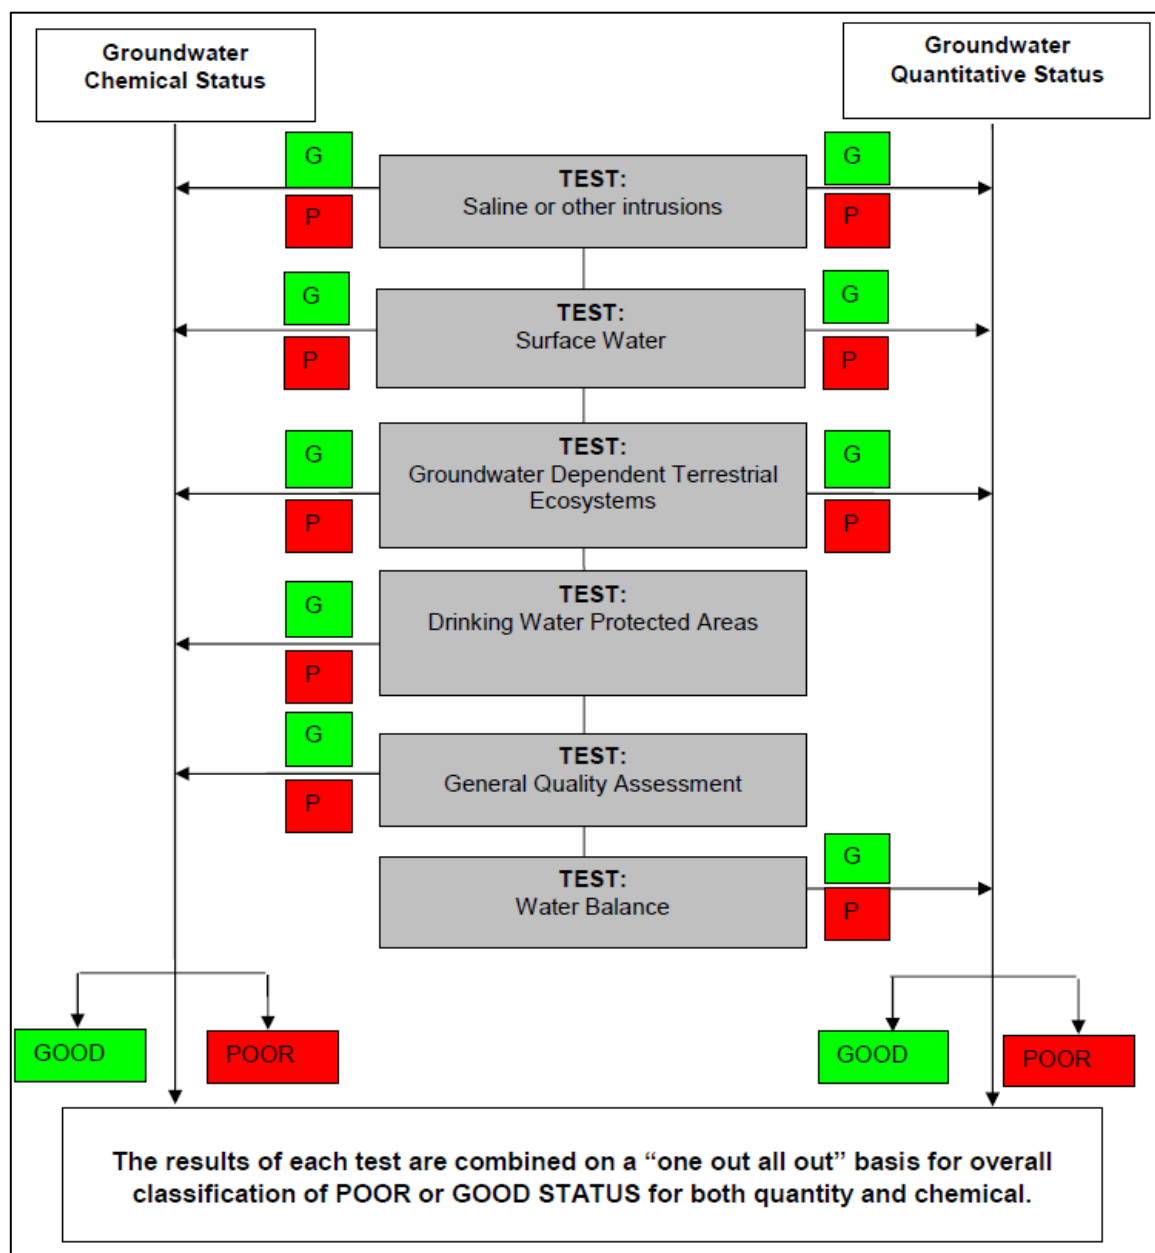 Groundwater
Chemical Status
Groundwater
Quantitative Status
G
P
TEST:
Saline or other intrusions
G
P
G
P
TEST:
Surface Water
G
P
G
P
TEST:
Groundwater Dependent Terrestrial
Ecosystems
G
P
G
P
TEST:
Drinking Water Protected Areas
G
P
TEST:
General Quality Assessment
TEST:
Water Balance
G
P
GOOD
POOR
GOOD
POOR
The results of each test are combined on a “one out all out” basis for overall
classification of POOR or GOOD STATUS for both quantity and chemical.